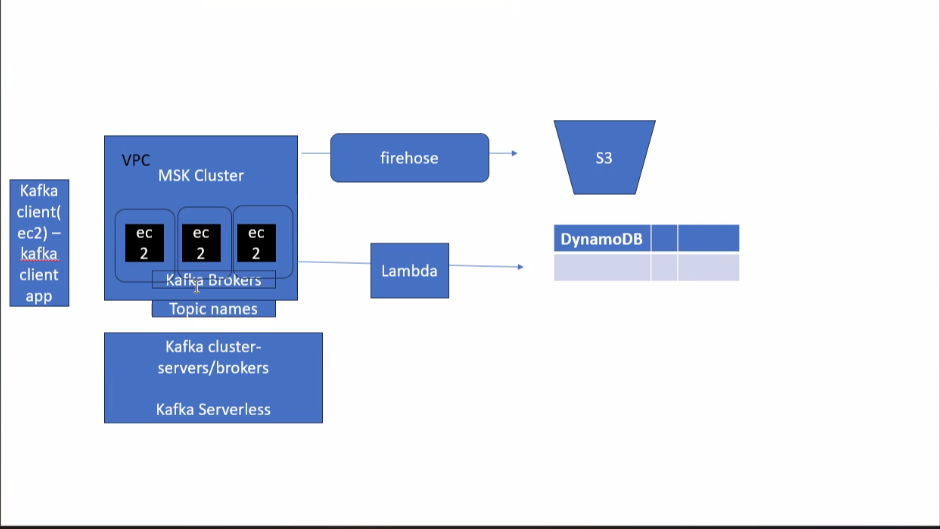 Kafka
client(
ec2) –
kafka
client
app
VPC
MSK Cluster
ec
2
ec
2
ec
2
Kafka Brokers
Topic names
Kafka cluster-
servers/brokers
Kafka Serverless
firehose
S3
Lambda
DynamoDB